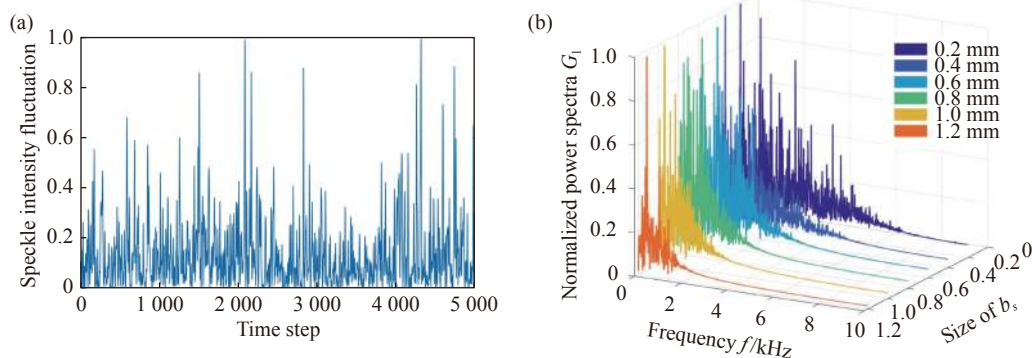 (a)
Speckle intensity fluctuation
1.0
0.8
0.6
0.4
0.2
0
0
1 000
2 000
3 000
4 000
5 000
Time step
(b)
Normalized power spectra G₁
1.0
0.8
0.6
0.4
0.2
0
0
2
4
6
8
10
Frequency f/kHz
1.2
1.0
0.8
0.6
0.4
0.2
0
Size of bₛ
0.2 mm
0.4 mm
0.6 mm
0.8 mm
1.0 mm
1.2 mm